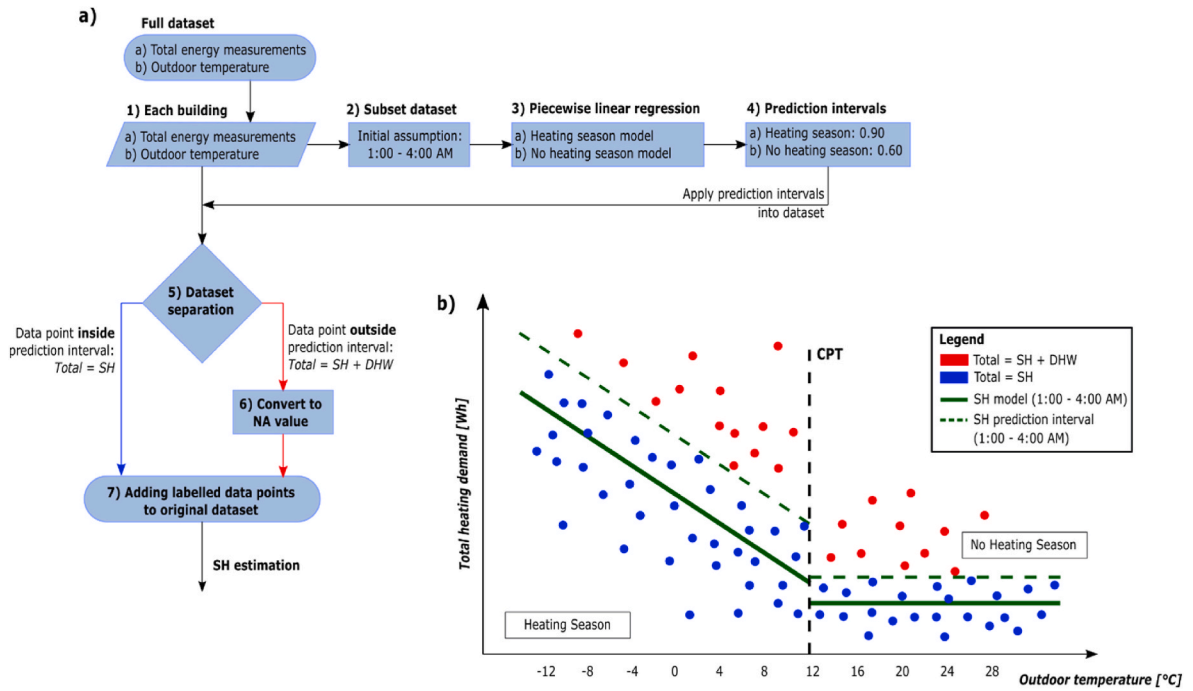 a)
Full dataset
a) Total energy measurements
b) Outdoor temperature
1) Each building
a) Total energy measurements
b) Outdoor temperature
2) Subset dataset
Initial assumption:
1:00 - 4:00 AM
3) Piecewise linear regression
a) Heating season model
b) No heating season model
4) Prediction intervals
a) Heating season: 0.90
b) No heating season: 0.60
Apply prediction intervals
into dataset
5) Dataset
separation
Data point inside
prediction interval:
Total = SH
Data point outside
prediction interval:
Total = SH + DHW
6) Convert to
NA value
7) Adding labelled data points
to original dataset
SH estimation
b)
Total heating demand [Wh]
CPT
Legend
Total = SH + DHW
Total = SH
SH model (1:00 - 4:00 AM)
SH prediction interval
(1:00 - 4:00 AM)
No Heating Season
Heating Season
-12 -8 -4 0 4 8 12 16 20 24 28
Outdoor temperature [°C]